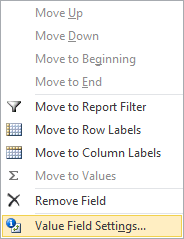 Move Up
Move Down
Move to Beginning
Move to End
Move to Report Filter
Move to Row Labels
Move to Column Labels
Σ Move to Values
Remove Field
Value Field Settings...